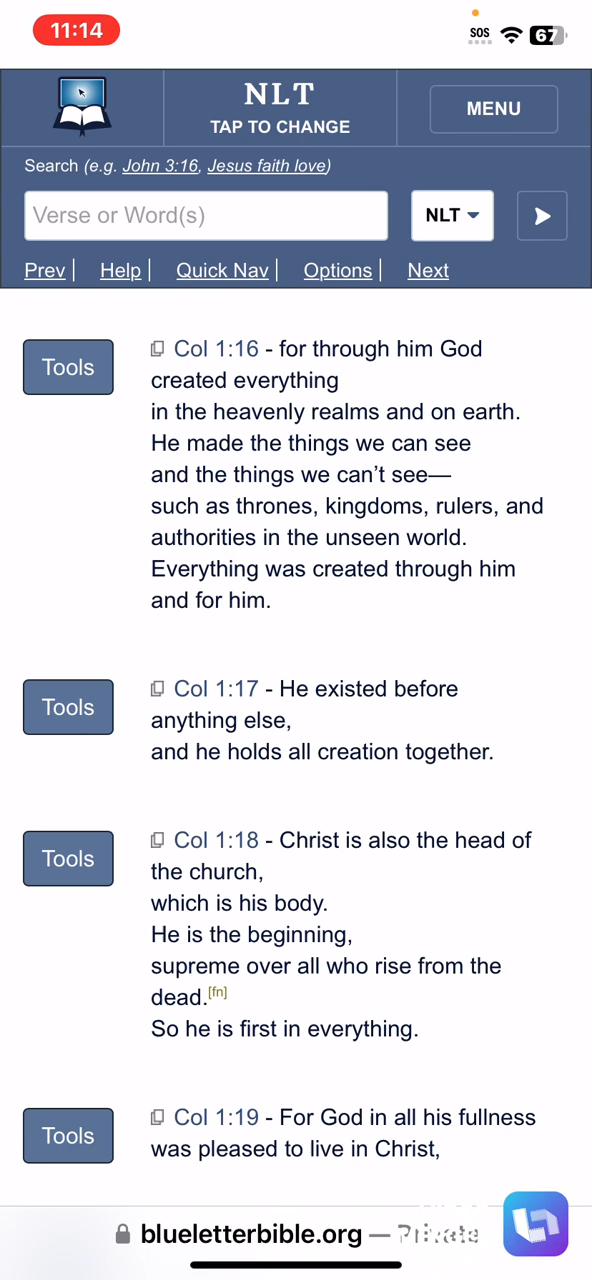 11:14
SOS
67
NLT
TAP TO CHANGE
MENU
Search (e.g. John 3:16, Jesus faith love)
Verse or Word(s)
NLT
Prev | Help | Quick Nav | Options | Next
Tools
Col 1:16 - for through him God
created everything
in the heavenly realms and on earth.
He made the things we can see
and the things we can’t see—
such as thrones, kingdoms, rulers, and
authorities in the unseen world.
Everything was created through him
and for him.
Tools
Col 1:17 - He existed before
anything else,
and he holds all creation together.
Tools
Col 1:18 - Christ is also the head of
the church,
which is his body.
He is the beginning,
supreme over all who rise from the
dead.[fn]
So he is first in everything.
Tools
Col 1:19 - For God in all his fullness
was pleased to live in Christ,
blueletterbible.org — Private